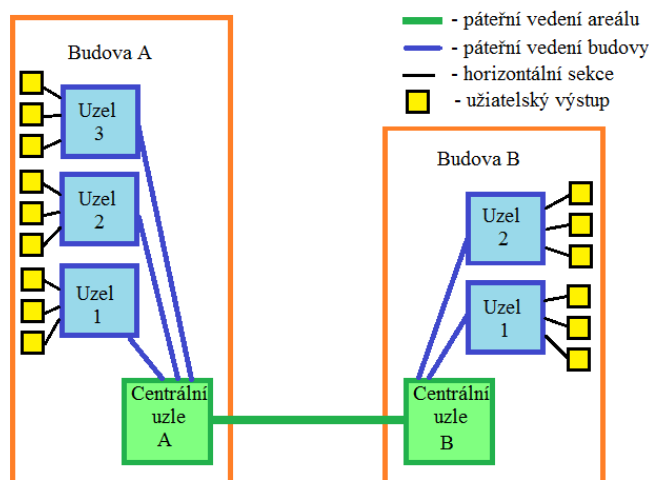 Budova A
Uzel
3
Uzel
2
Uzel
1
Centrální
uzle
A
- páteřní vedení areálu
- páteřní vedení budovy
- horizontální sekce
- užiatelský výstup
Budova B
Uzel
2
Uzel
1
Centrální
uzle
B